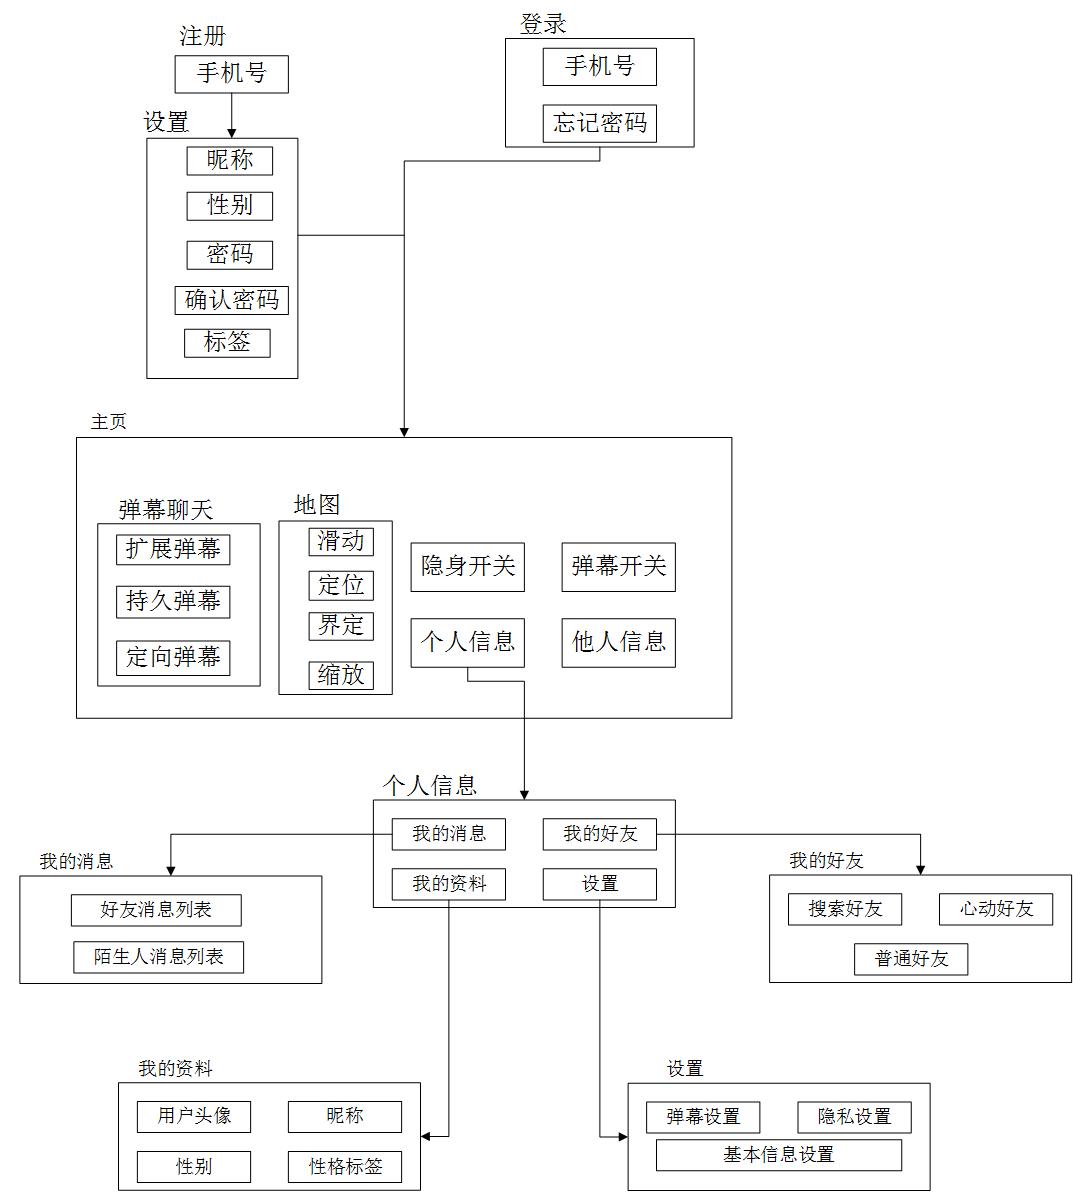 注册
手机号
设置
昵称
性别
密码
确认密码
标签
登录
手机号
忘记密码
主页
弹幕聊天
扩展弹幕
持久弹幕
定向弹幕
地图
滑动
定位
界定
缩放
隐身开关
弹幕开关
个人信息
他人信息
个人信息
我的消息
我的好友
我的资料
设置
我的消息
好友消息列表
陌生人消息列表
我的好友
搜索好友
心动好友
普通好友
我的资料
用户头像
昵称
性别
性格标签
设置
弹幕设置
隐私设置
基本信息设置